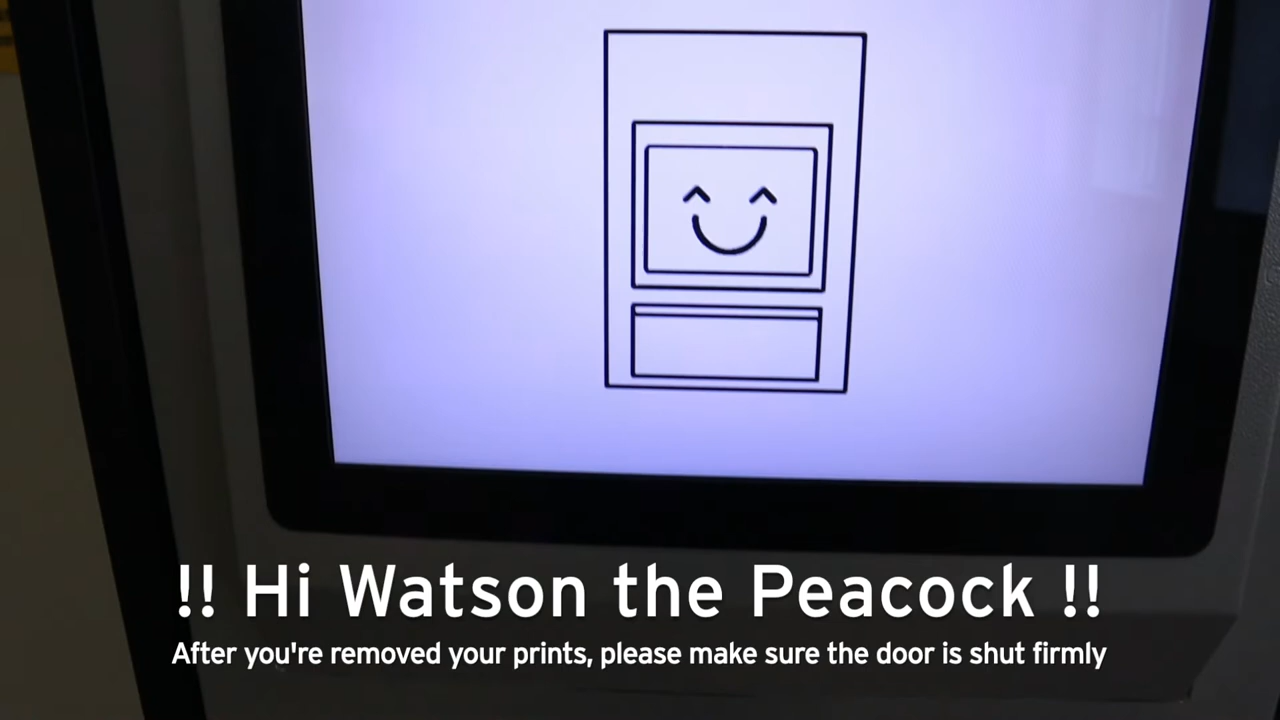 !! Hi Watson the Peacock !!
After you're removed your prints, please make sure the door is shut firmly